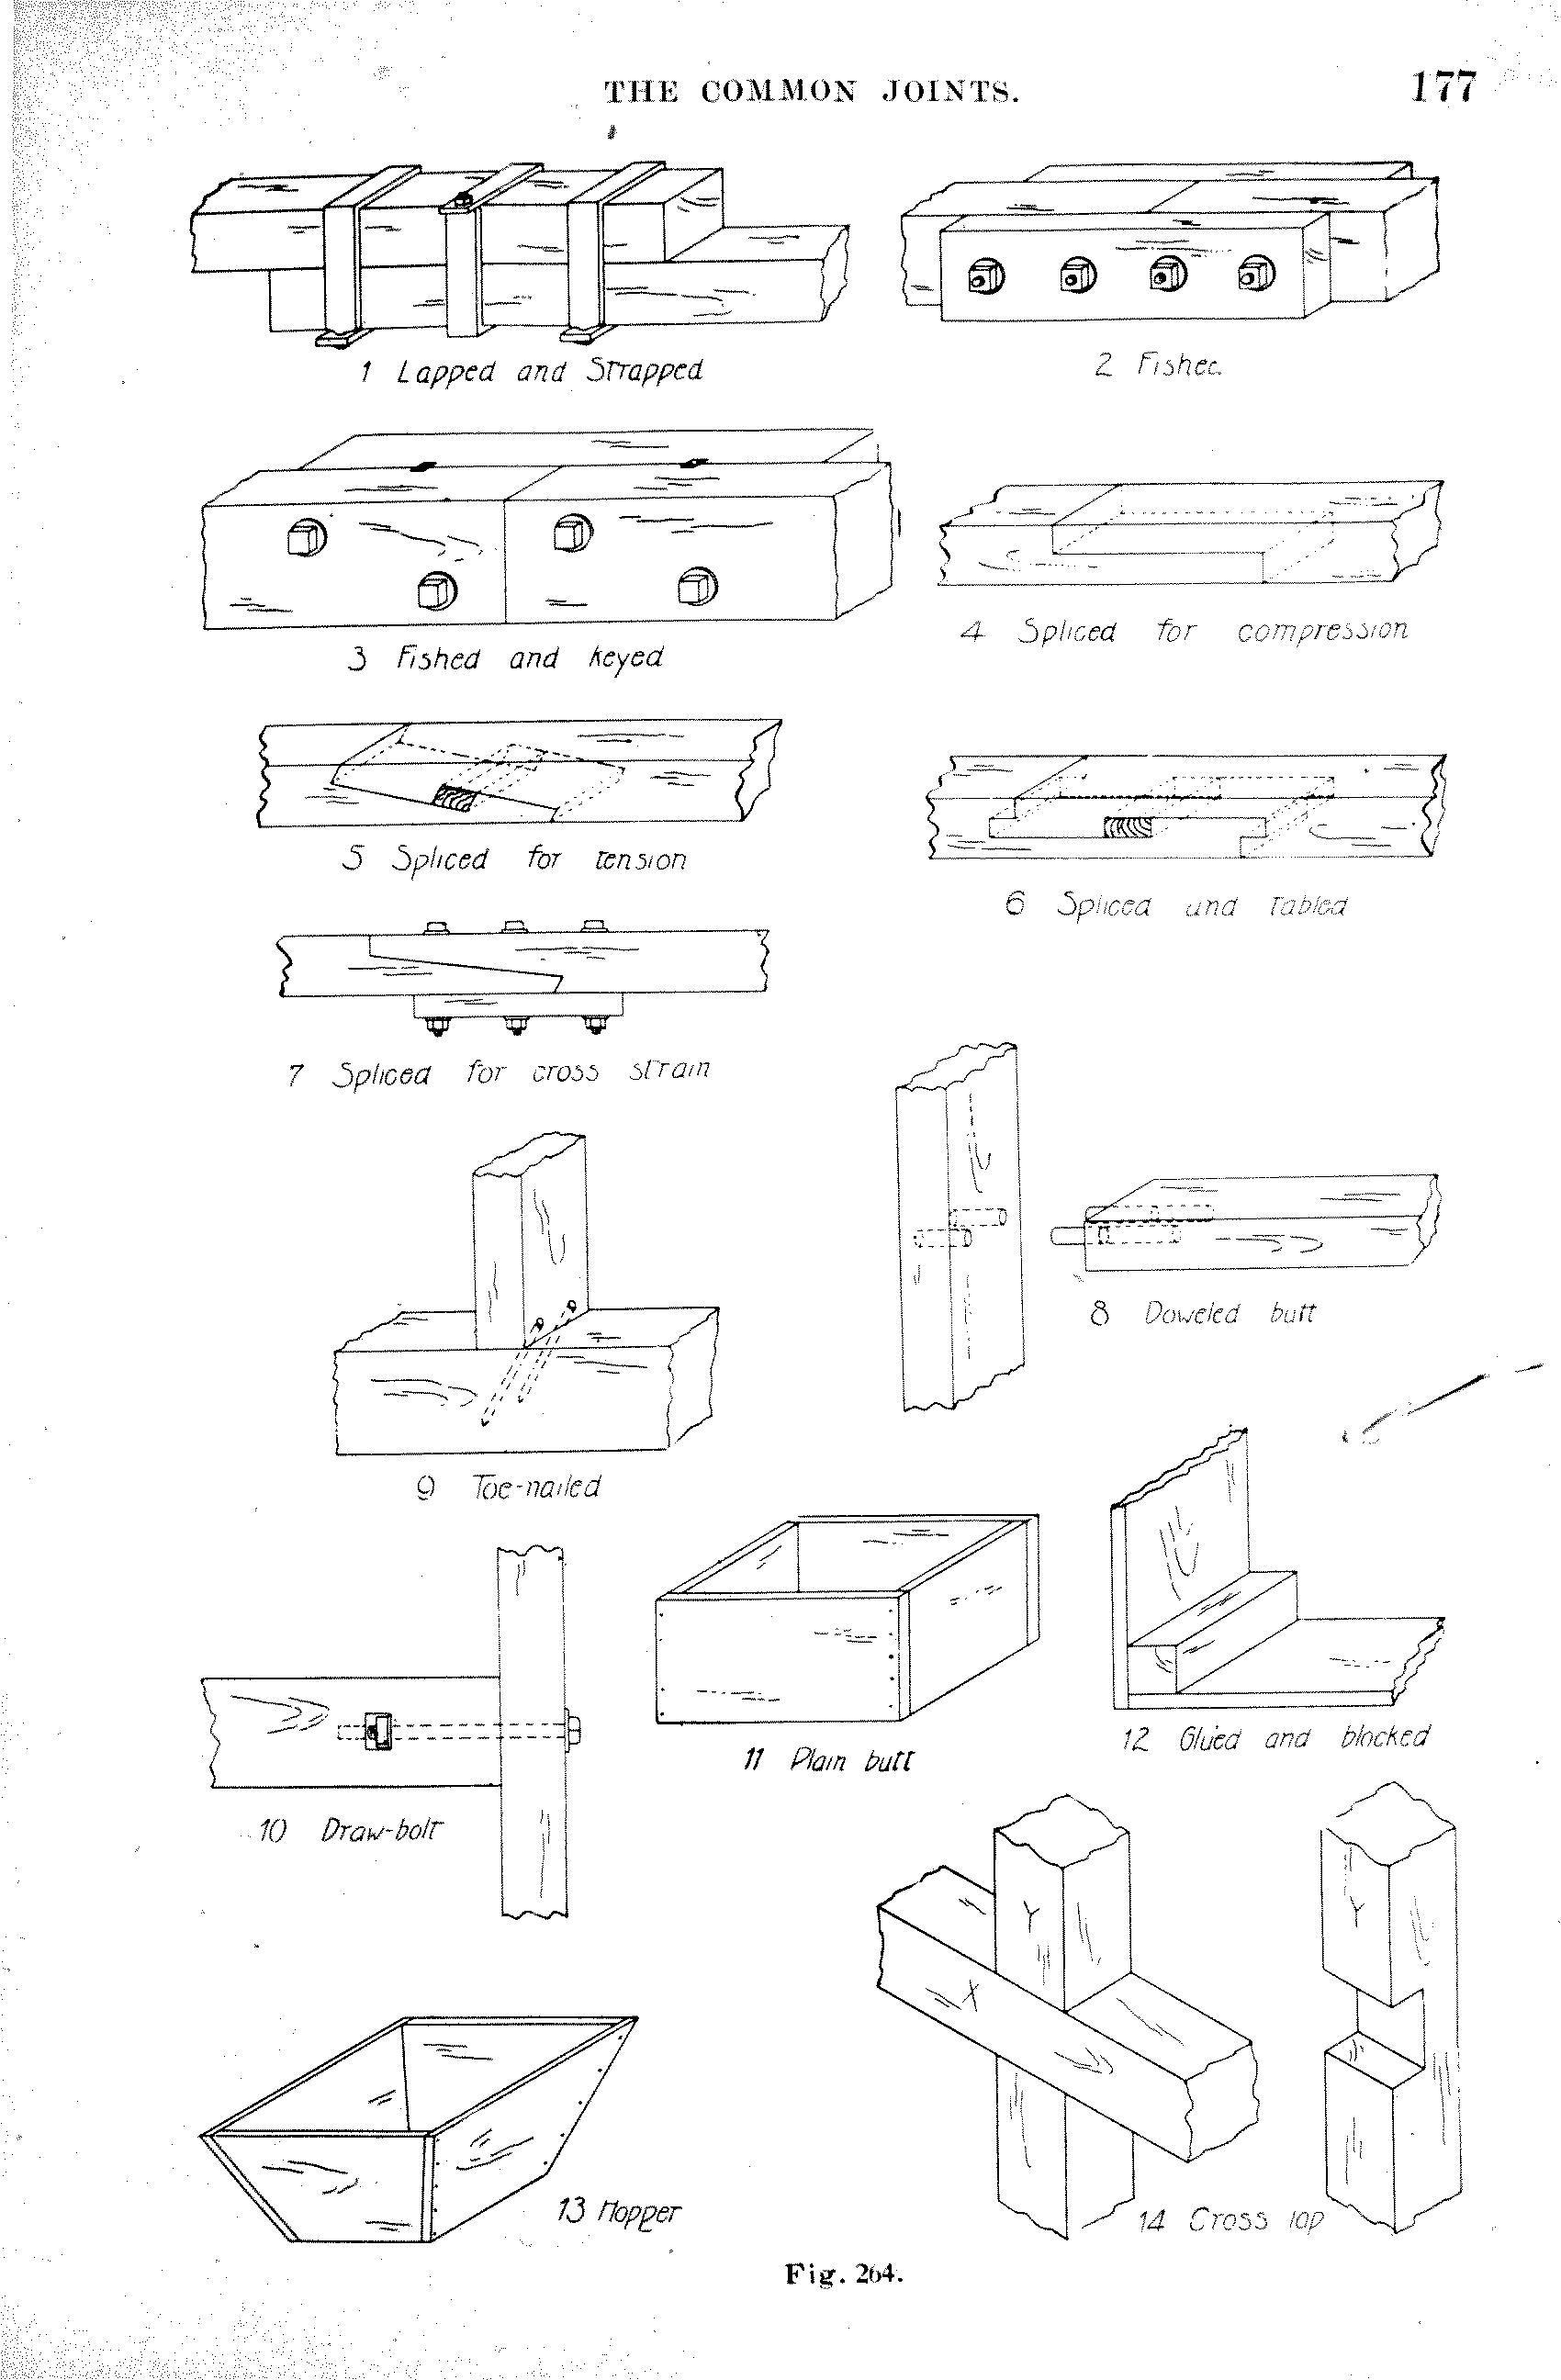 THE COMMON JOINTS. 177
1 Lapped and Strapped
2 Fished
3 Fished and keyed
4 Spliced for compression
5 Spliced for tension
6 Spliced and Tabled
7 Spliced for cross strain
8 Doweled butt
9 Toe-nailed
10 Draw-bolt
11 Plain butt
12 Glued and blocked
Y
Y
X
13 Hopper
14 Cross lap
Fig. 264.